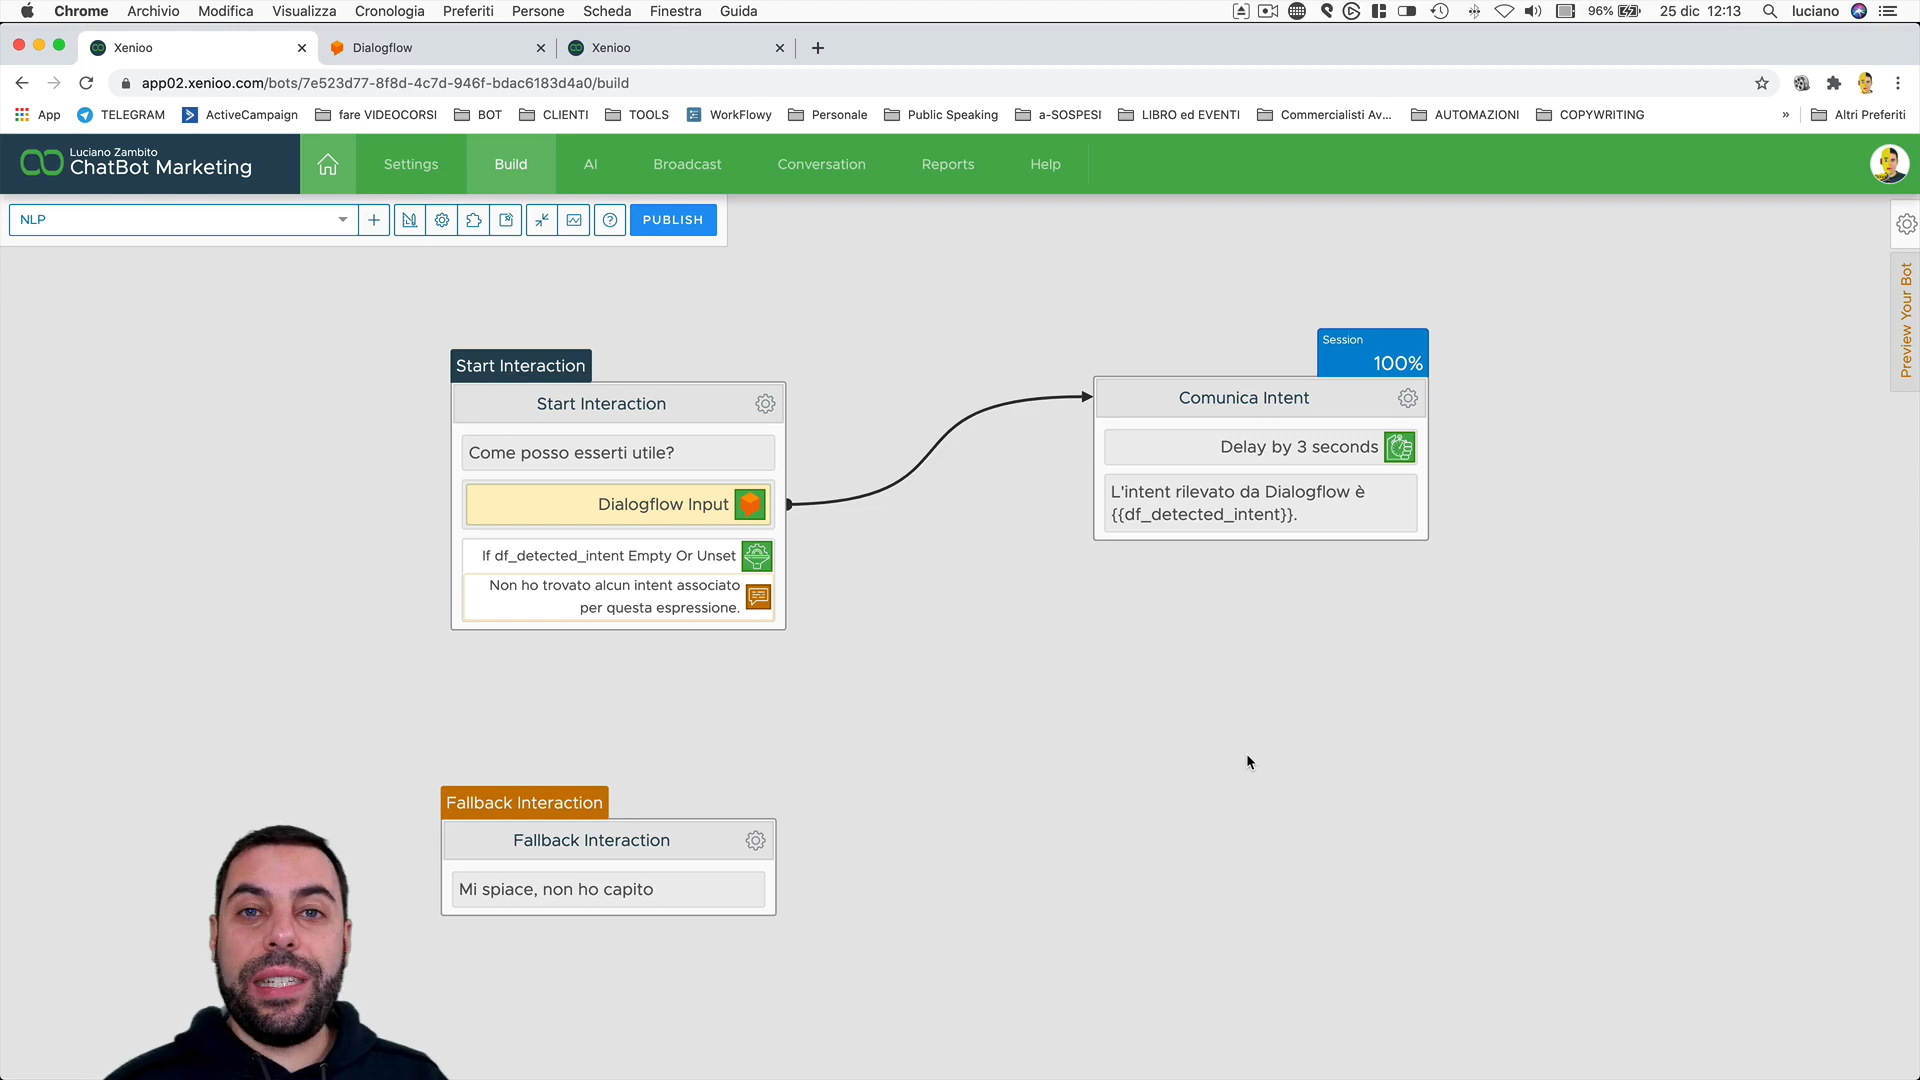 Chrome Archivio Modifica Visualizza Cronologia Preferiti Persone Scheda Finestra Guida 96% 25 dic 12:13 luciano
Xenioo Dialogflow Xenioo
app02.xenioo.com/bots/7e523d77-8f8d-4c7d-946f-bdac6183d4a0/build
App TELEGRAM ActiveCampaign fare VIDEOCORSI BOT CLIENTI TOOLS WorkFlowy Personale Public Speaking a-SOSPESI LIBRO ed EVENTI Commercialisti Av... AUTOMAZIONI COPYWRITING » Altri Preferiti
Luciano Zambito
ChatBot Marketing
Settings Build AI Broadcast Conversation Reports Help
NLP PUBLISH
Preview Your Bot
Start Interaction
Start Interaction
Come posso esserti utile?
Dialogflow Input
If df_detected_intent Empty Or Unset
Non ho trovato alcun intent associato
per questa espressione.
Session
100%
Comunica Intent
Delay by 3 seconds
L'intent rilevato da Dialogflow è
{{df_detected_intent}}.
Fallback Interaction
Fallback Interaction
Mi spiace, non ho capito